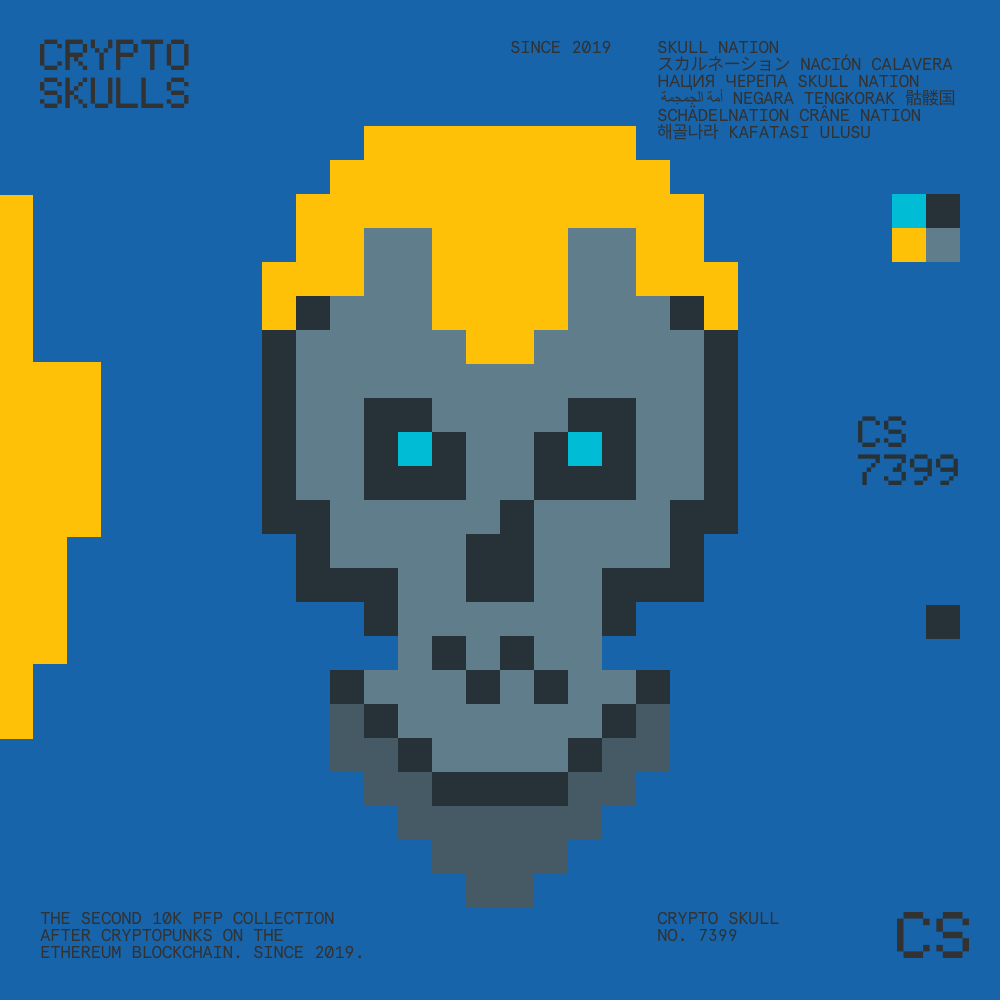 CRYPTO
SKULLS
SINCE 2019
SKULL NATION
スカルネーション NACIÓN CALAVERA
НАЦИЯ ЧЕРЕПА SKULL NATION
أمة الجمجمة NEGARA TENGKORAK 骷髅国
SCHÄDELNATION CRÂNE NATION
해골나라 KAFATASI ULUSU
CS
7399
THE SECOND 10K PFP COLLECTION
AFTER CRYPTOPUNKS ON THE
ETHEREUM BLOCKCHAIN. SINCE 2019.
CRYPTO SKULL
NO. 7399
CS